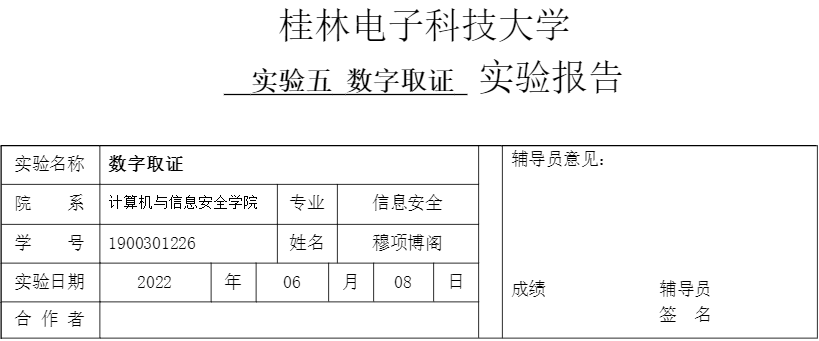 桂林电子科技大学
实验五 数字取证 实验报告
实验名称 数字取证
院 系 计算机与信息安全学院 专业 信息安全
学 号 1900301226 姓名 穆项博阁
实验日期 2022 年 06 月 08 日
合 作 者
辅导员意见：
成绩 辅导员
签 名